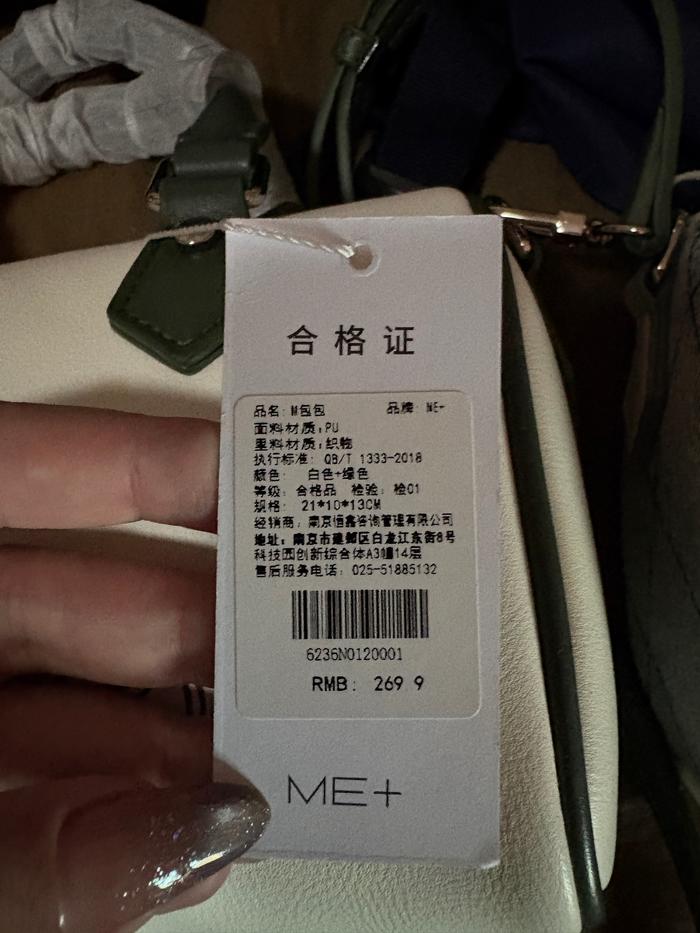 合格证
品名：M包包 品牌：ME+
面料材质：PU
里料材质：织物
执行标准：QB/T 1333-2018
颜色： 白色+绿色
等级：合格品 检验：检01
规格： 21*10*13CM
经销商：南京恒鑫咨询管理有限公司
地址：南京市建邺区白龙江东街8号
科技园创新综合体A3幢14层
售后服务电话：025-51885132
6236N0120001
RMB： 269 9
ME+